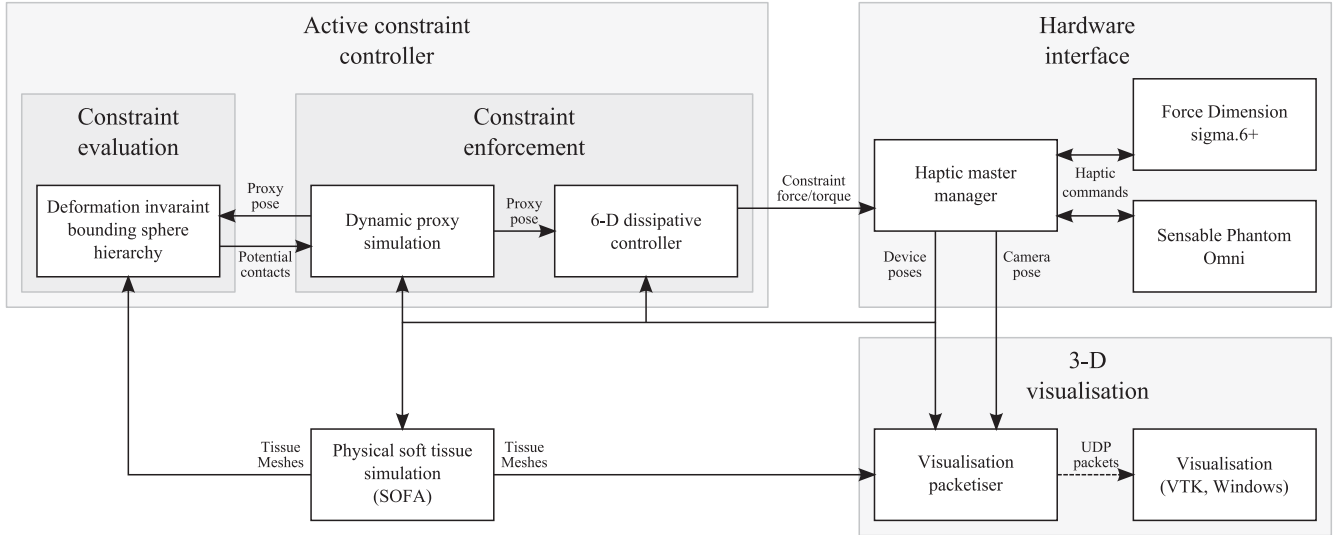 Active constraint
controller
Hardware
interface
Constraint
evaluation
Constraint
enforcement
Force Dimension
sigma.6+
Deformation invaraint
bounding sphere
hierarchy
Proxy
pose
Potential
contacts
Dynamic proxy
simulation
Proxy
pose
6-D dissipative
controller
Constraint
force/torque
Haptic master
manager
Haptic
commands
Sensable Phantom
Omni
Device
poses
Camera
pose
3-D
visualisation
Tissue
Meshes
Physical soft tissue
simulation
(SOFA)
Tissue
Meshes
Visualisation
packetiser
UDP
packets
Visualisation
(VTK, Windows)